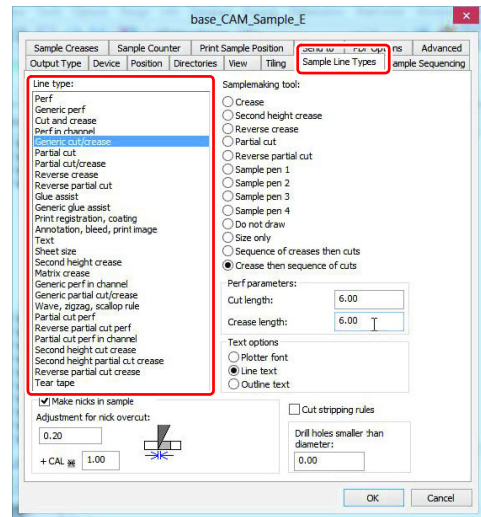 base_CAM_Sample_E
Sample Creases
Sample Counter
Print Sample Position
Advanced
Output Type
Device
Position
Directories
View
Tiling
Sample Line Types
ample Sequencing
Line type:
Perf
Generic perf
Cut and crease
Perf in channel
Generic cut/crease
Partial cut
Partial cut/crease
Reverse crease
Reverse partial cut
Glue assist
Generic glue assist
Print registration, coating
Annotation, bleed, print image
Text
Sheet size
Second height crease
Matrix crease
Generic perf in channel
Generic partial cut/crease
Wave, zigzag, scallop rule
Partial cut perf
Reverse partial cut perf
Partial cut perf in channel
Second height cut crease
Second height partial cut crease
Reverse partial cut crease
Tear tape
Samplemaking tool:
Crease
Second height crease
Reverse crease
Partial cut
Reverse partial cut
Sample pen 1
Sample pen 2
Sample pen 3
Sample pen 4
Do not draw
Size only
Sequence of creases then cuts
Crease then sequence of cuts
Perf parameters:
Cut length:
6.00
Crease length:
6.00
Text options
Plotter font
Line text
Outline text
Make nicks in sample
Adjustment for nick overcut:
0.20
+ CAL
1.00
Cut stripping rules
Drill holes smaller than
diameter:
0.00
OK
Cancel